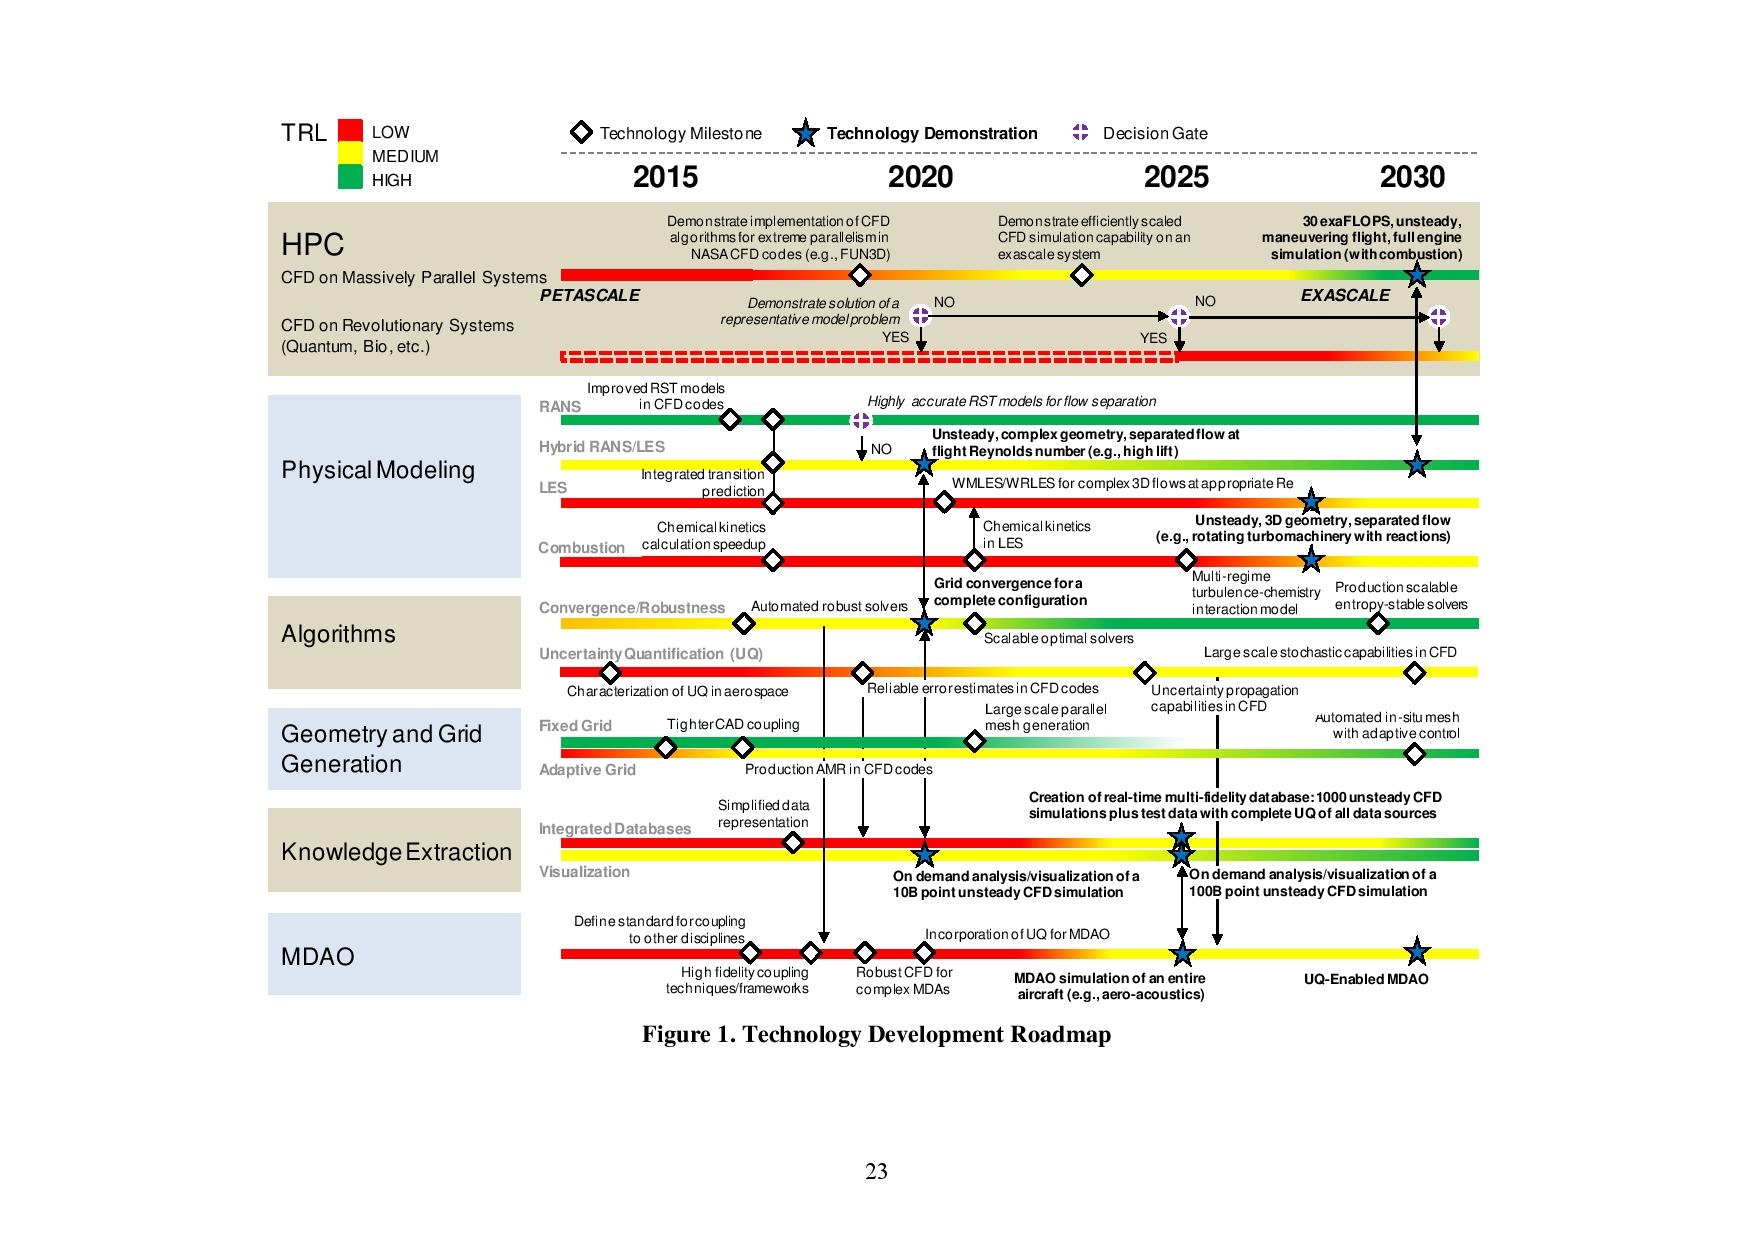 TRL
LOW
MEDIUM
HIGH
Technology Milestone
Technology Demonstration
Decision Gate
2015
2020
2025
2030
HPC
CFD on Massively Parallel Systems
Demonstrate implementation of CFD
algorithms for extreme parallelism in
NASA CFD codes (e.g., FUN3D)
Demonstrate efficiently scaled
CFD simulation capability on an
exascale system
30 exaFLOPS, unsteady,
maneuvering flight, full engine
simulation (with combustion)
PETASCALE
EXASCALE
CFD on Revolutionary Systems
(Quantum, Bio, etc.)
Demonstrate solution of a
representative model problem
NO
YES
NO
YES
Physical Modeling
RANS
Improved RST models
in CFD codes
Highly accurate RST models for flow separation
Hybrid RANS/LES
NO
Unsteady, complex geometry, separated flow at
flight Reynolds number (e.g., high lift)
LES
Integrated transition
prediction
WMLES/WRLES for complex 3D flows at appropriate Re
Chemical kinetics
calculation speedup
Chemical kinetics
in LES
Unsteady, 3D geometry, separated flow
(e.g., rotating turbomachinery with reactions)
Combustion
Multi-regime
turbulence-chemistry
interaction model
Algorithms
Convergence/Robustness
Automated robust solvers
Grid convergence for a
complete configuration
Scalable optimal solvers
Production scalable
entropy-stable solvers
Uncertainty Quantification (UQ)
Large scale stochastic capabilities in CFD
Characterization of UQ in aerospace
Reliable error estimates in CFD codes
Uncertainty propagation
capabilities in CFD
Geometry and Grid
Generation
Fixed Grid
Tighter CAD coupling
Large scale parallel
mesh generation
Automated in-situ mesh
with adaptive control
Adaptive Grid
Production AMR in CFD codes
Knowledge Extraction
Integrated Databases
Simplified data
representation
Creation of real-time multi-fidelity database: 1000 unsteady CFD
simulations plus test data with complete UQ of all data sources
Visualization
On demand analysis/visualization of a
10B point unsteady CFD simulation
On demand analysis/visualization of a
100B point unsteady CFD simulation
MDAO
Define standard for coupling
to other disciplines
Incorporation of UQ for MDAO
High fidelity coupling
techniques/frameworks
Robust CFD for
complex MDAs
MDAO simulation of an entire
aircraft (e.g., aero-acoustics)
UQ-Enabled MDAO
Figure 1. Technology Development Roadmap
23